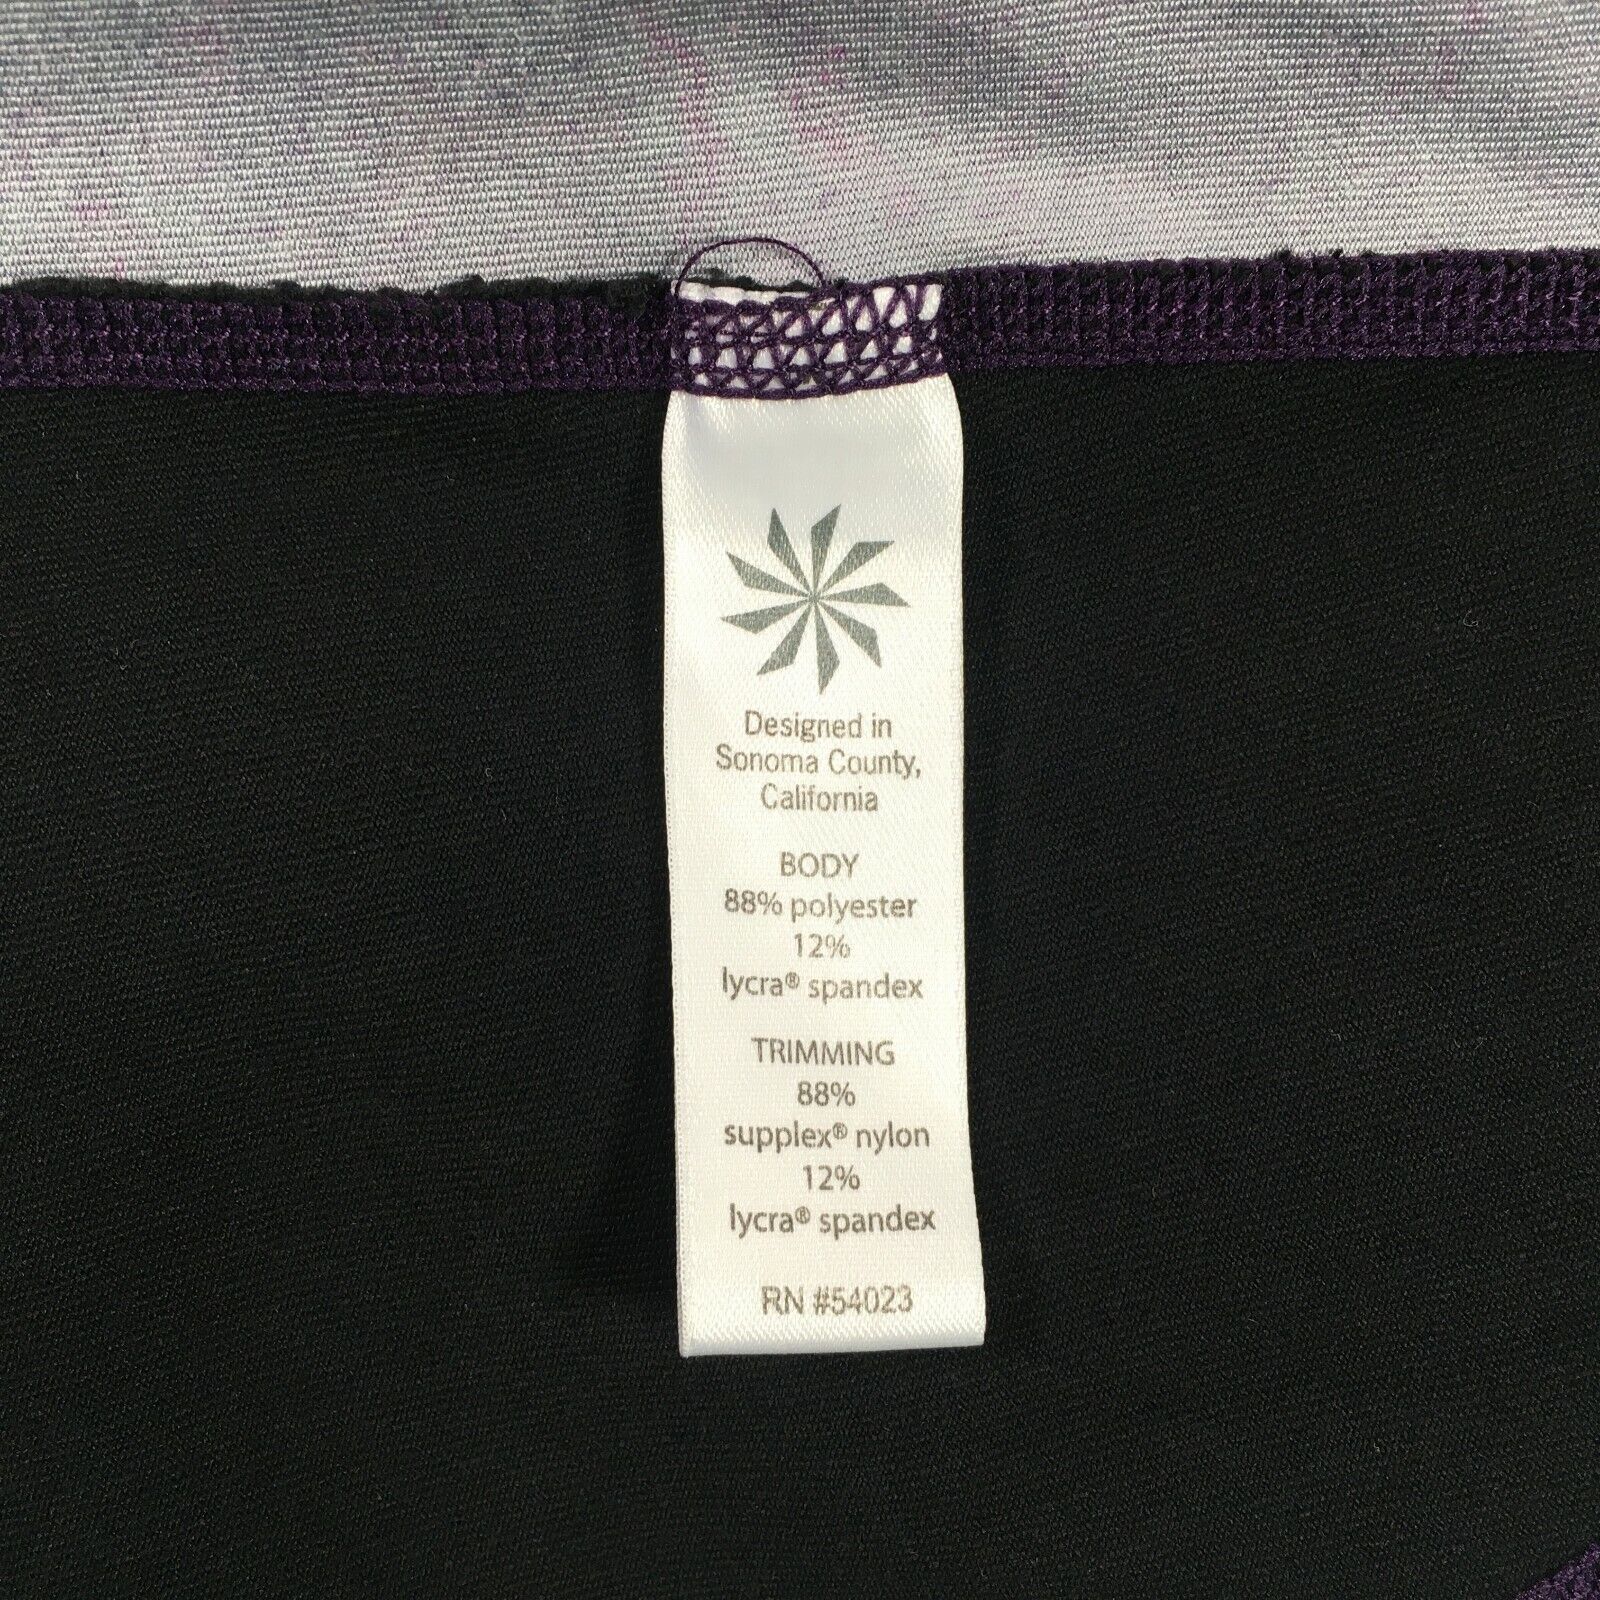 Designed in
Sonoma County,
California
BODY
88% polyester
12%
lycra® spandex
TRIMMING
88%
supplex® nylon
12%
lycra® spandex
RN #54023